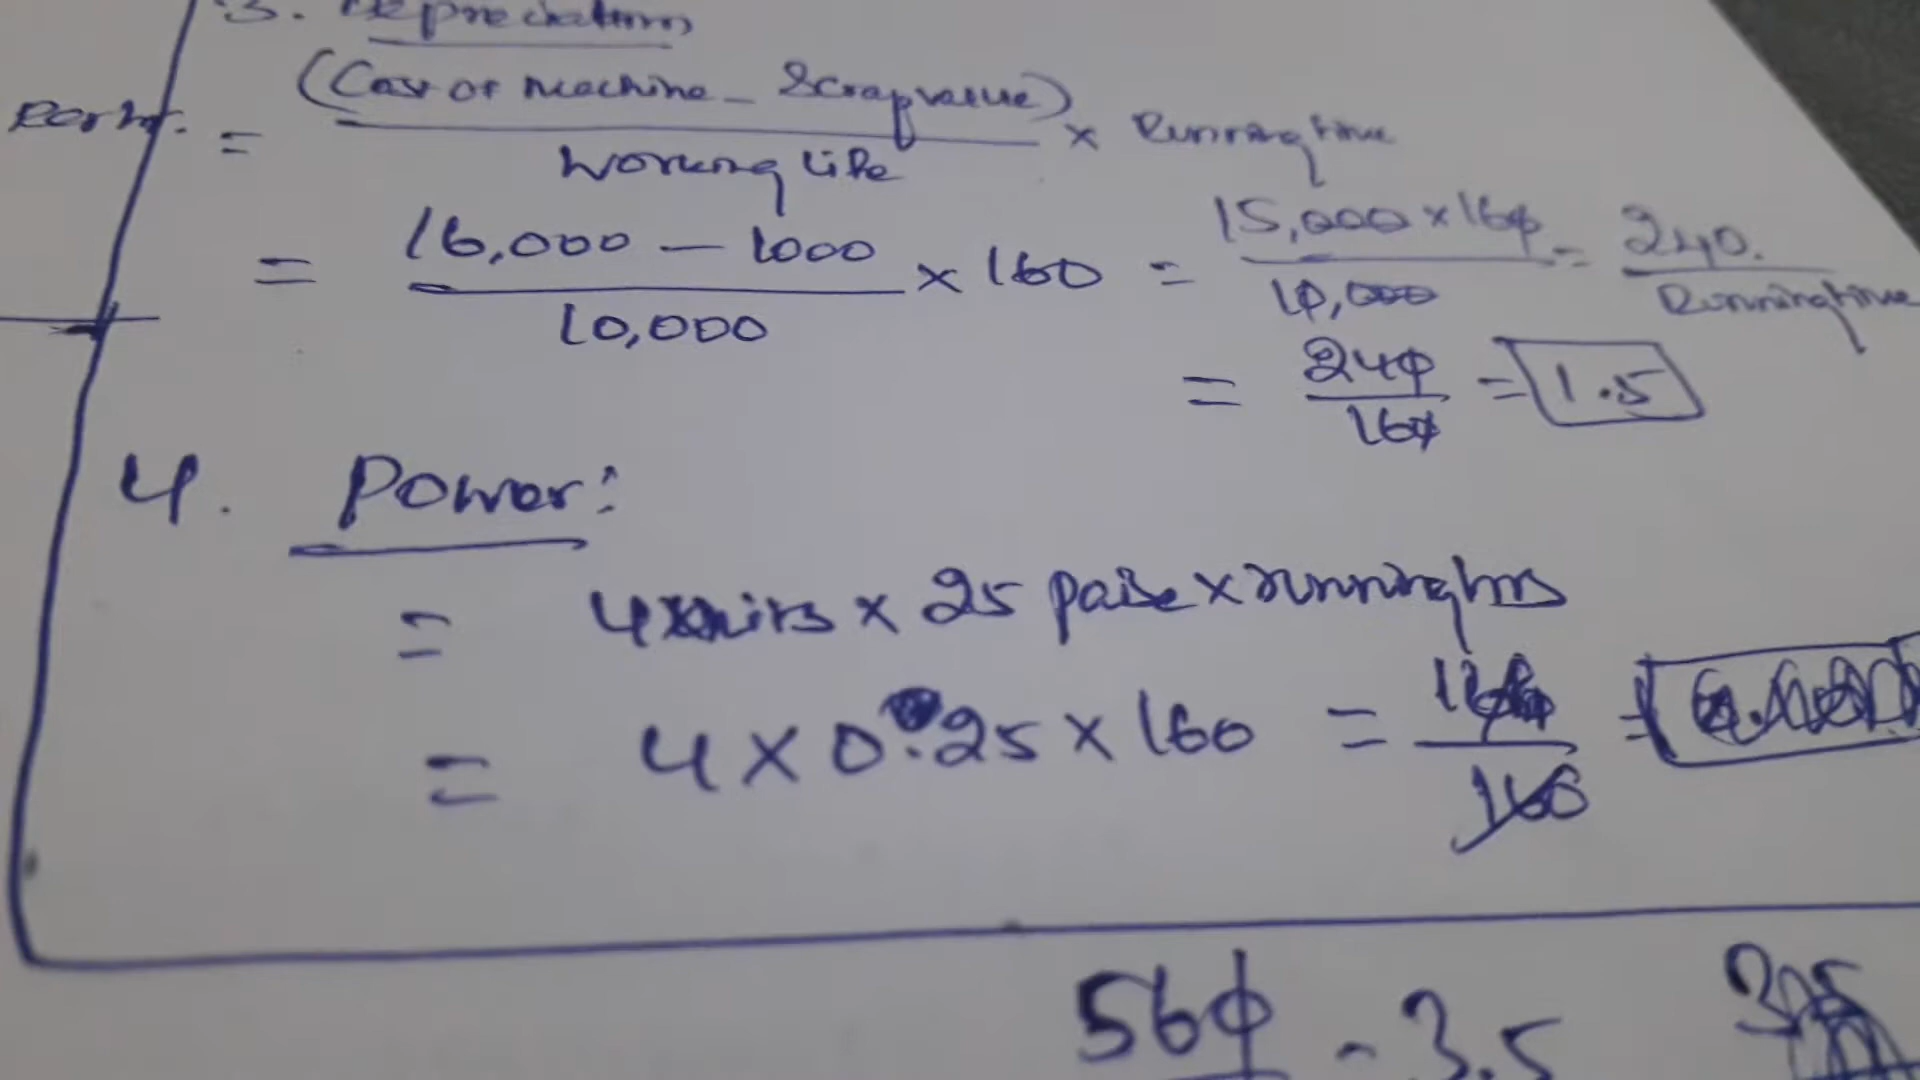 3. Depreciation
Per hr. = (Cost of Machine - Scrap value) / Working life × Running time
= 16,000 - 1000 / 10,000 × 160 = 15,000 × 160 / 10,000 = 240. / Running time
= 240 / 160 = 1.5
4. Power:
= 4 units × 25 paise × running hrs
= 4 × 0.25 × 160 = / 160 =
560 - 3.5